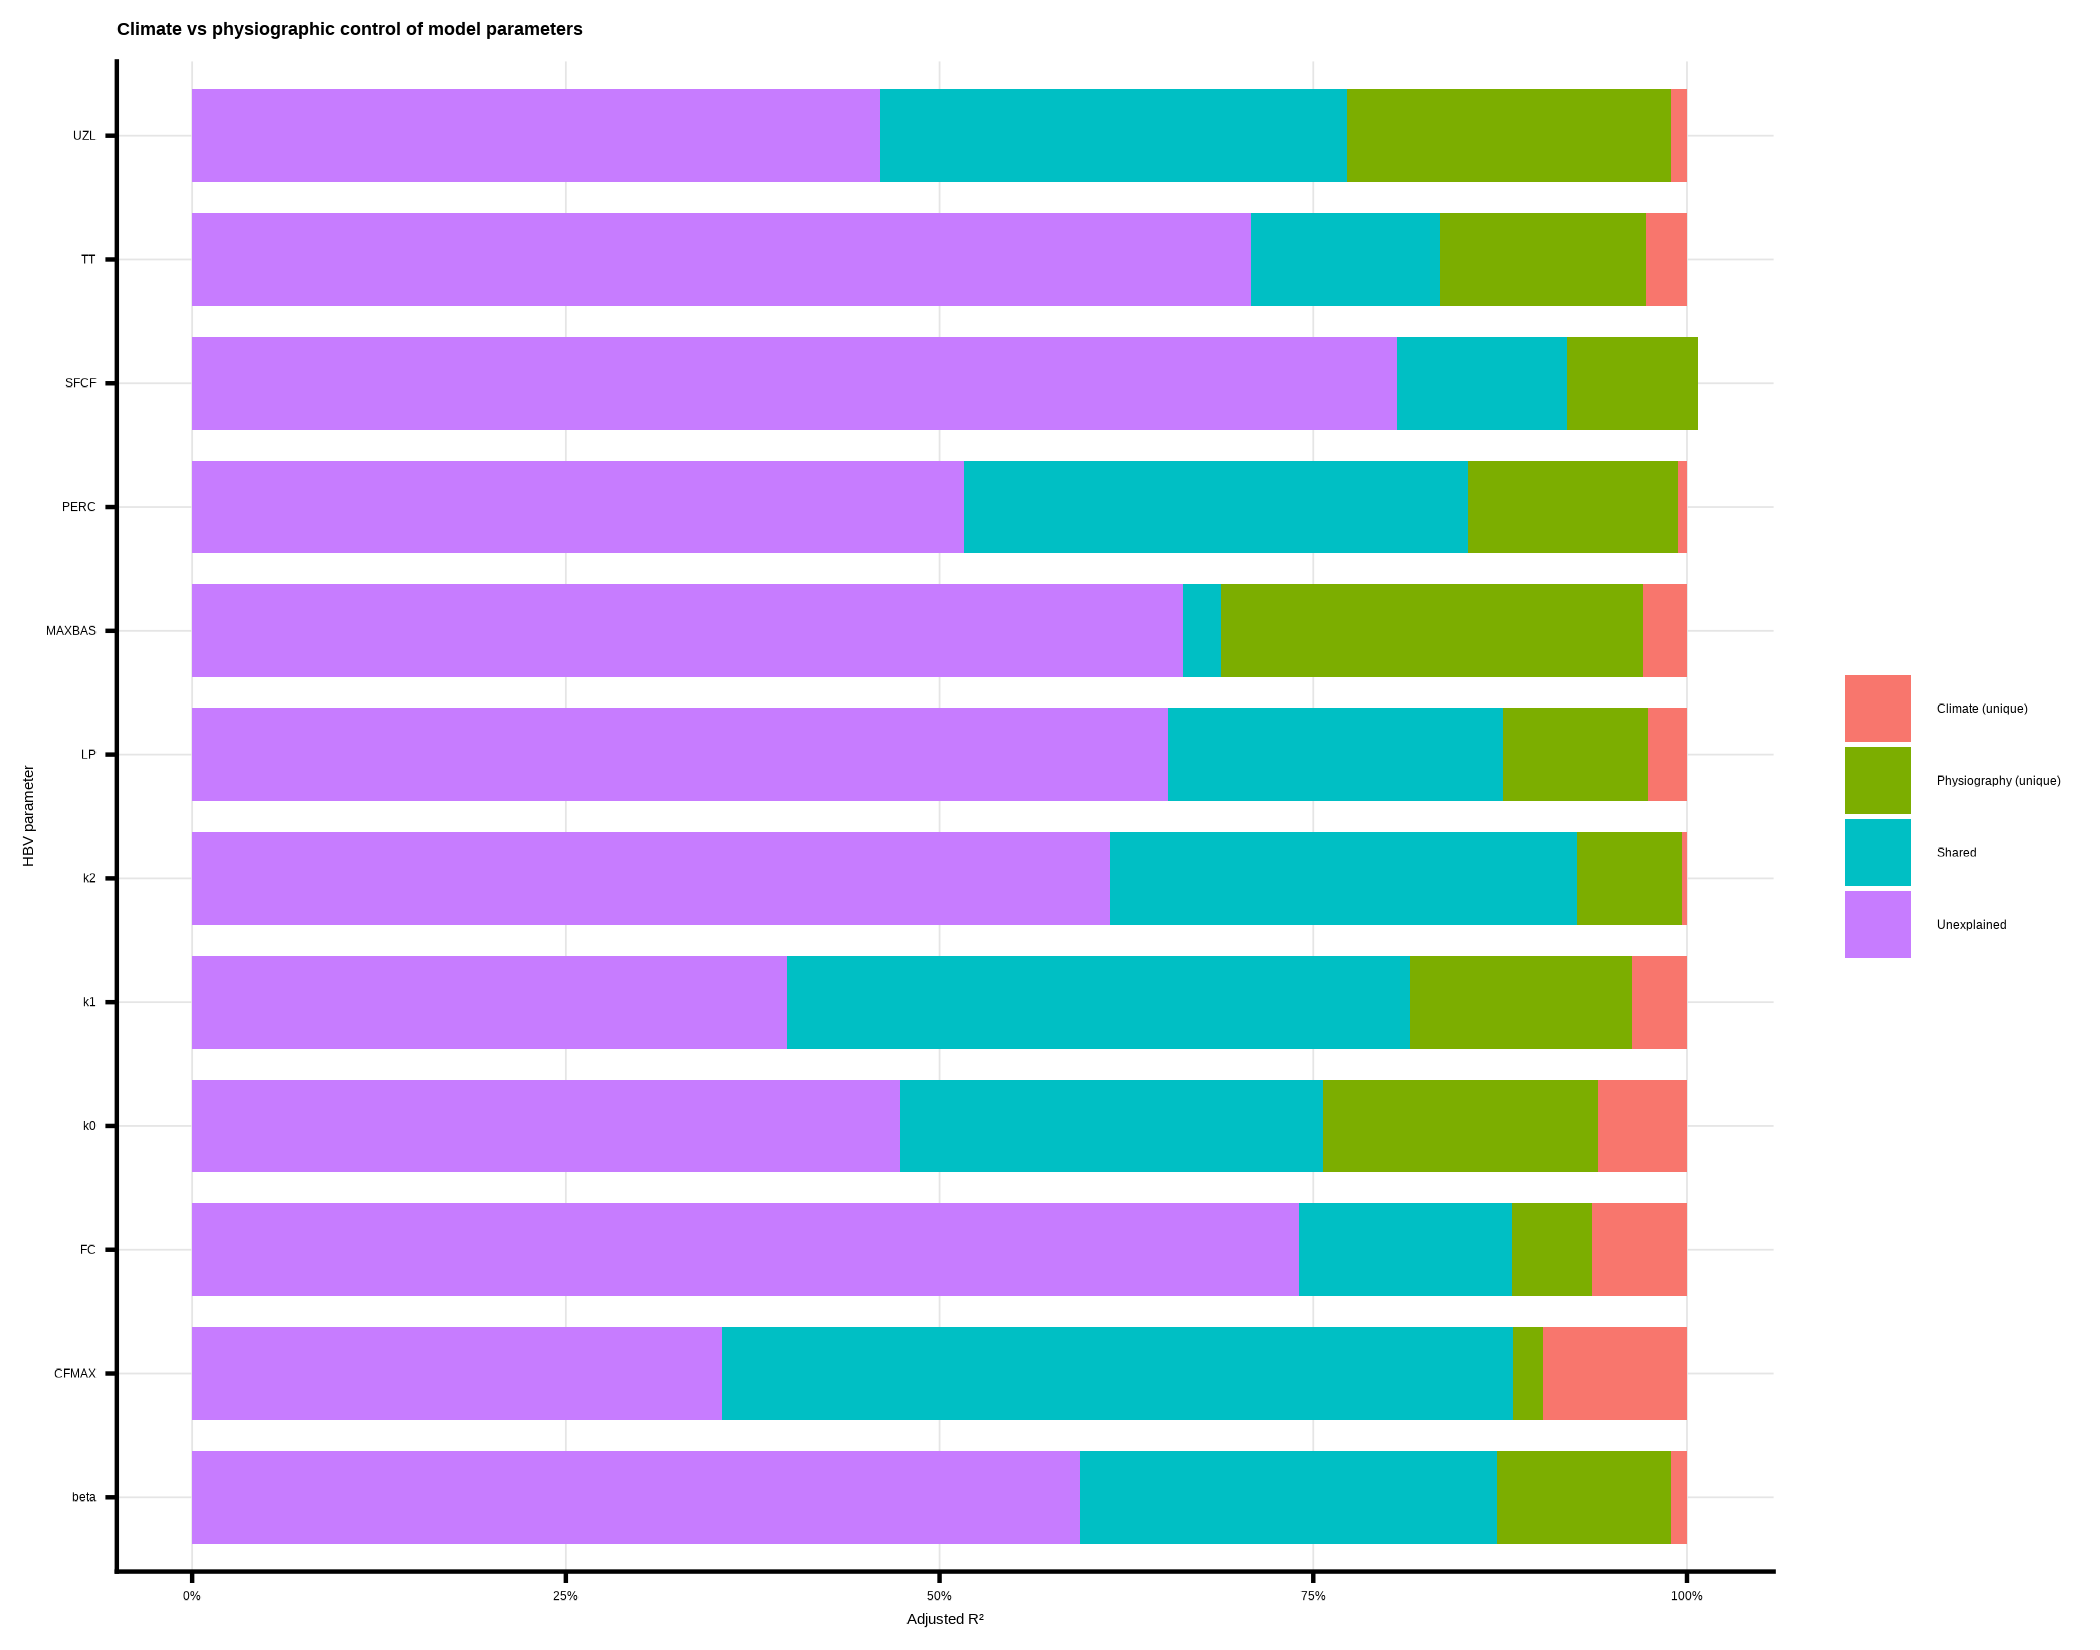 Climate vs physiographic control of model parameters
HBV parameter
UZL
TT
SFCF
PERC
MAXBAS
LP
k2
k1
k0
FC
CFMAX
beta
0% 25% 50% 75% 100%
Adjusted R²
Climate (unique)
Physiography (unique)
Shared
Unexplained